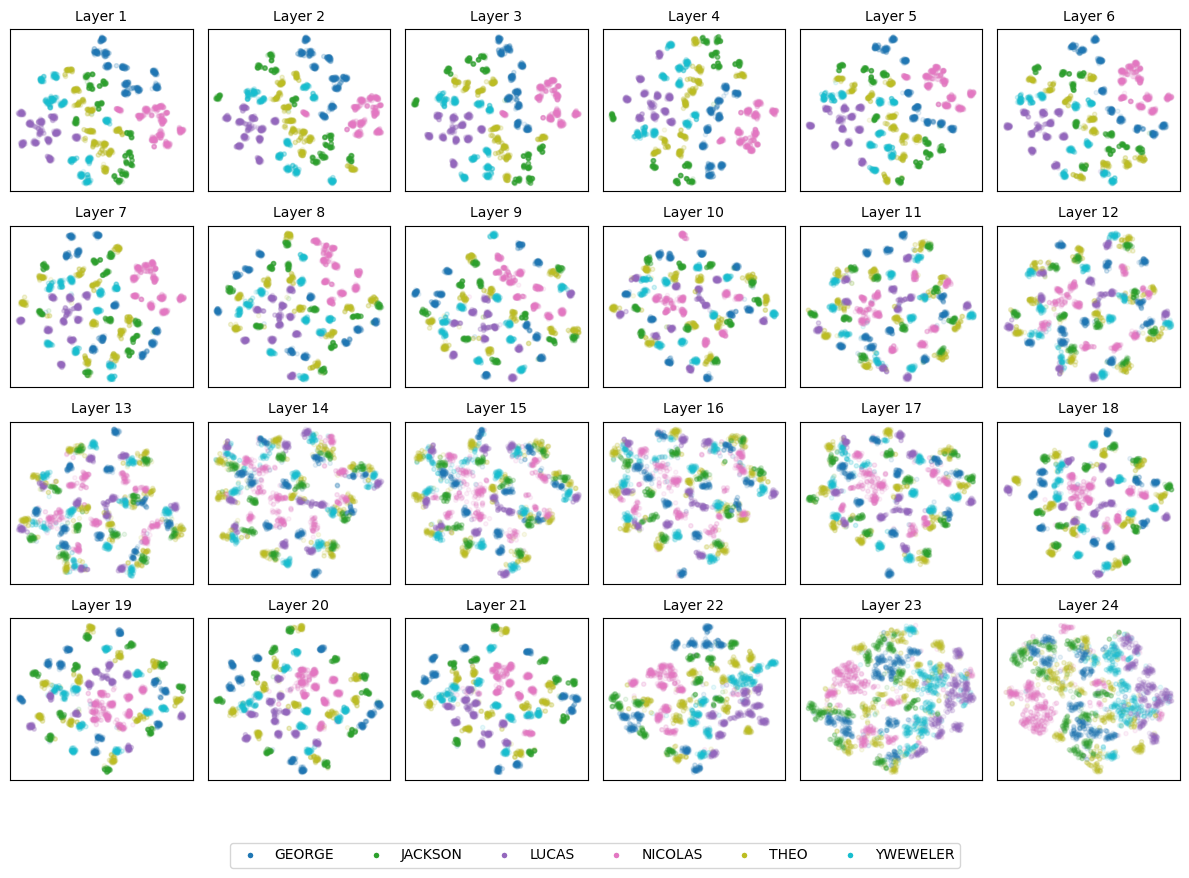 Layer 1 Layer 2 Layer 3 Layer 4 Layer 5 Layer 6
Layer 7 Layer 8 Layer 9 Layer 10 Layer 11 Layer 12
Layer 13 Layer 14 Layer 15 Layer 16 Layer 17 Layer 18
Layer 19 Layer 20 Layer 21 Layer 22 Layer 23 Layer 24
GEORGE JACKSON LUCAS NICOLAS THEO YWEWELER